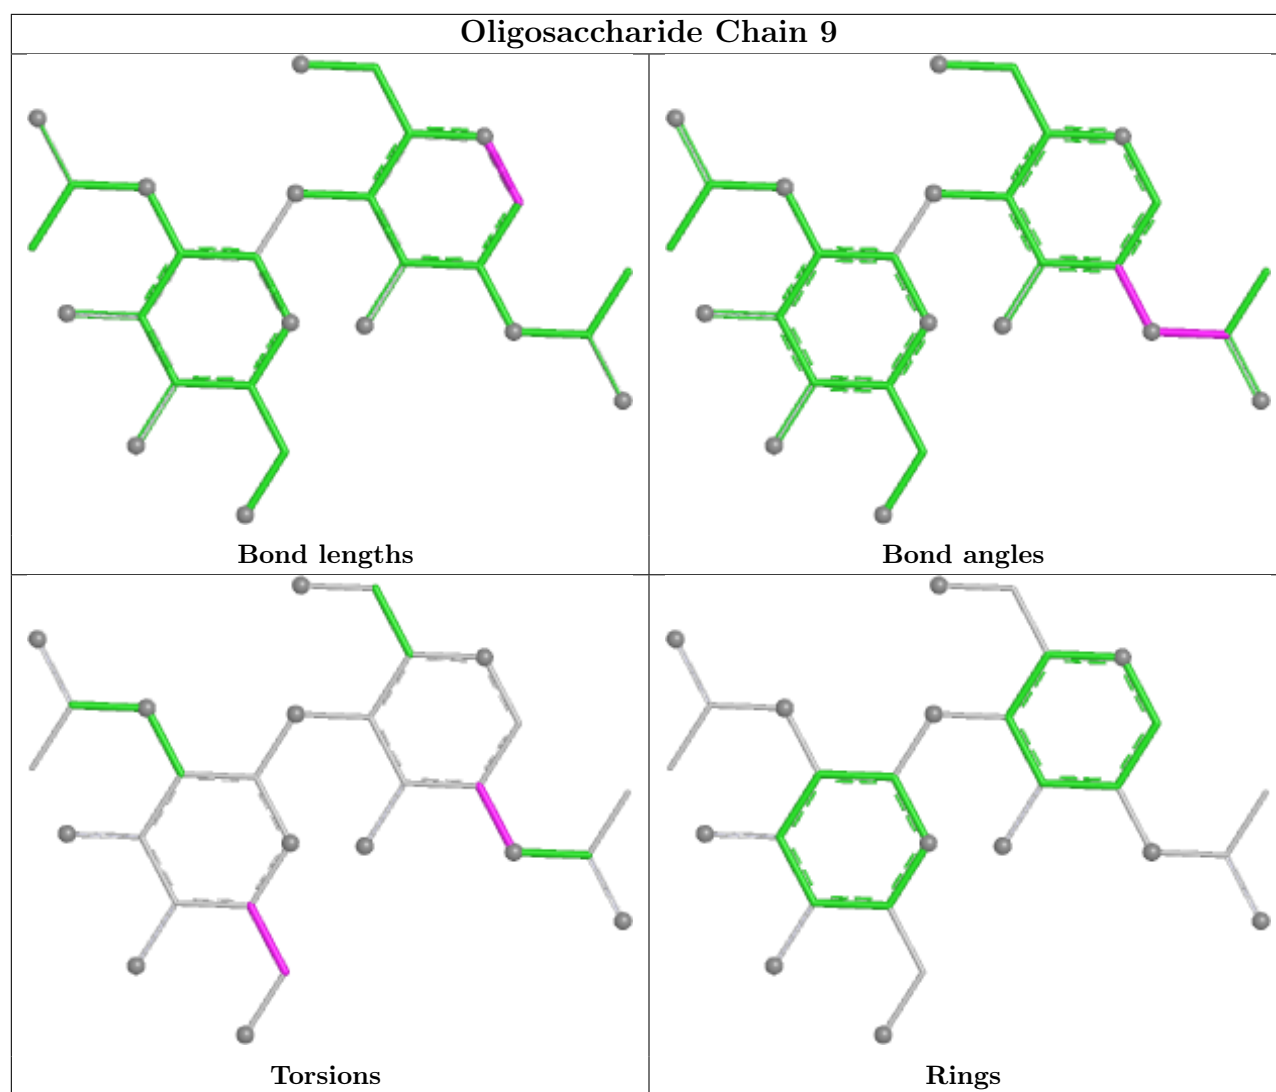 Oligosaccharide Chain 9
Bond lengths
Bond angles
Torsions
Rings